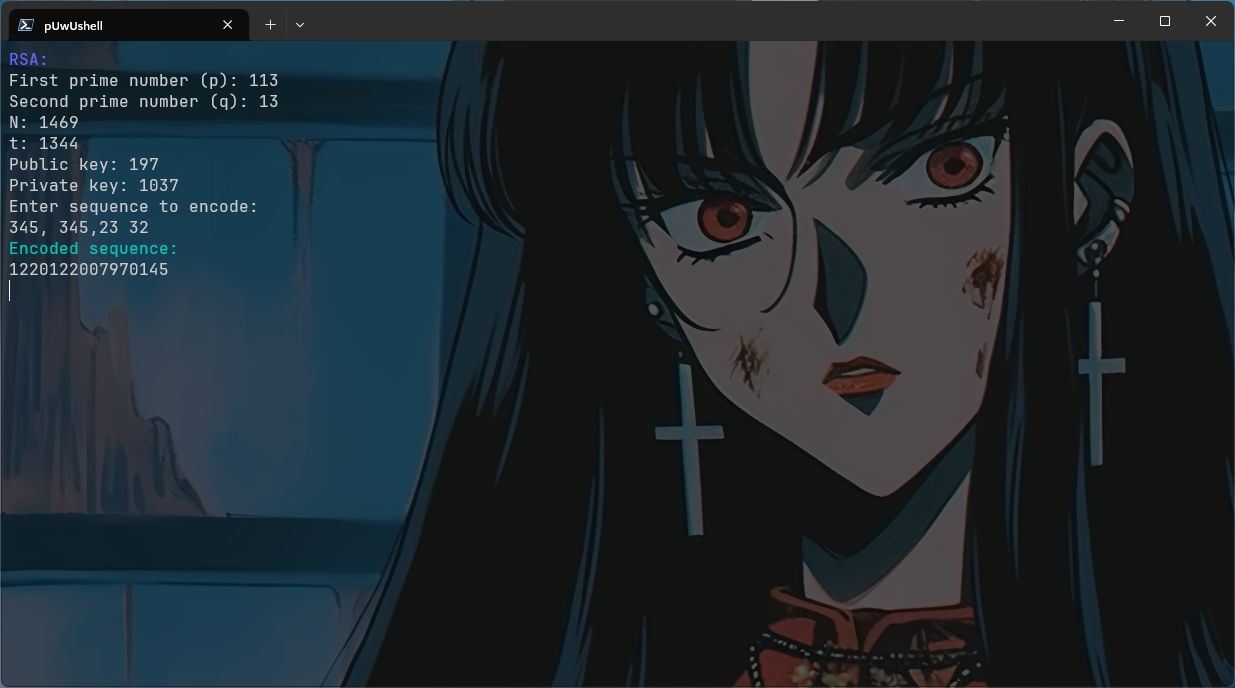 pUwUshell
RSA:
First prime number (p): 113
Second prime number (q): 13
N: 1469
t: 1344
Public key: 197
Private key: 1037
Enter sequence to encode:
345, 345,23 32
Encoded sequence:
1220122007970145